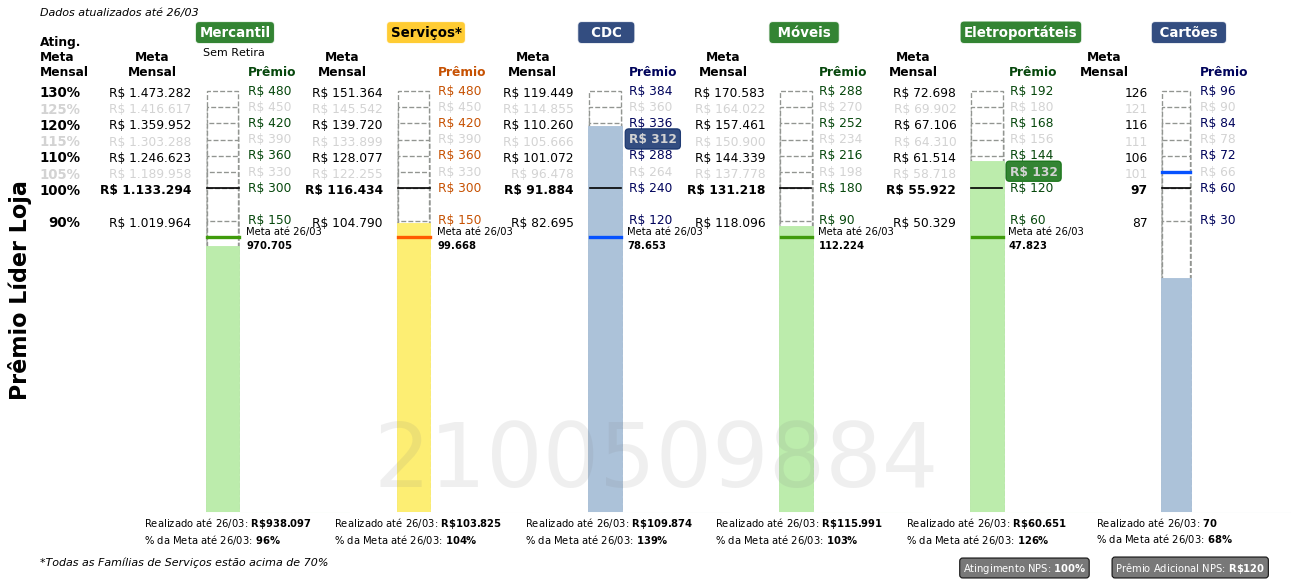 Dados atualizados até 26/03
Mercantil Serviços* CDC Móveis Eletroportáteis Cartões
Sem Retira
Ating. Meta Mensal
Meta Mensal Prêmio Meta Mensal Prêmio Meta Mensal Prêmio Meta Mensal Prêmio Meta Mensal Prêmio Meta Mensal Prêmio
130% R$ 1.473.282 R$ 480 R$ 151.364 R$ 480 R$ 119.449 R$ 384 R$ 170.583 R$ 288 R$ 72.698 R$ 192 126 R$ 96
125% R$ 1.416.617 R$ 450 R$ 145.542 R$ 450 R$ 114.855 R$ 360 R$ 164.022 R$ 270 R$ 69.902 R$ 180 121 R$ 90
120% R$ 1.359.952 R$ 420 R$ 139.720 R$ 420 R$ 110.260 R$ 336 R$ 157.461 R$ 252 R$ 67.106 R$ 168 116 R$ 84
115% R$ 1.303.288 R$ 390 R$ 133.899 R$ 390 R$ 105.666 R$ 312 R$ 150.900 R$ 234 R$ 64.310 R$ 156 111 R$ 78
110% R$ 1.246.623 R$ 360 R$ 128.077 R$ 360 R$ 101.072 R$ 288 R$ 144.339 R$ 216 R$ 61.514 R$ 144 106 R$ 72
105% R$ 1.189.958 R$ 330 R$ 122.255 R$ 330 R$ 96.478 R$ 264 R$ 137.778 R$ 198 R$ 58.718 R$ 132 101 R$ 66
100% R$ 1.133.294 R$ 300 R$ 116.434 R$ 300 R$ 91.884 R$ 240 R$ 131.218 R$ 180 R$ 55.922 R$ 120 97 R$ 60
90% R$ 1.019.964 R$ 150 R$ 104.790 R$ 150 R$ 82.695 R$ 120 R$ 118.096 R$ 90 R$ 50.329 R$ 60 87 R$ 30
Meta até 26/03 Meta até 26/03 Meta até 26/03 Meta até 26/03 Meta até 26/03
970.705 99.668 78.653 112.224 47.823
Prêmio Líder Loja
2100509884
Realizado até 26/03: R$938.097 Realizado até 26/03: R$103.825 Realizado até 26/03: R$109.874 Realizado até 26/03: R$115.991 Realizado até 26/03: R$60.651 Realizado até 26/03: 70
% da Meta até 26/03: 96% % da Meta até 26/03: 104% % da Meta até 26/03: 139% % da Meta até 26/03: 103% % da Meta até 26/03: 126% % da Meta até 26/03: 68%
*Todas as Famílias de Serviços estão acima de 70%
Atingimento NPS: 100% Prêmio Adicional NPS: R$120